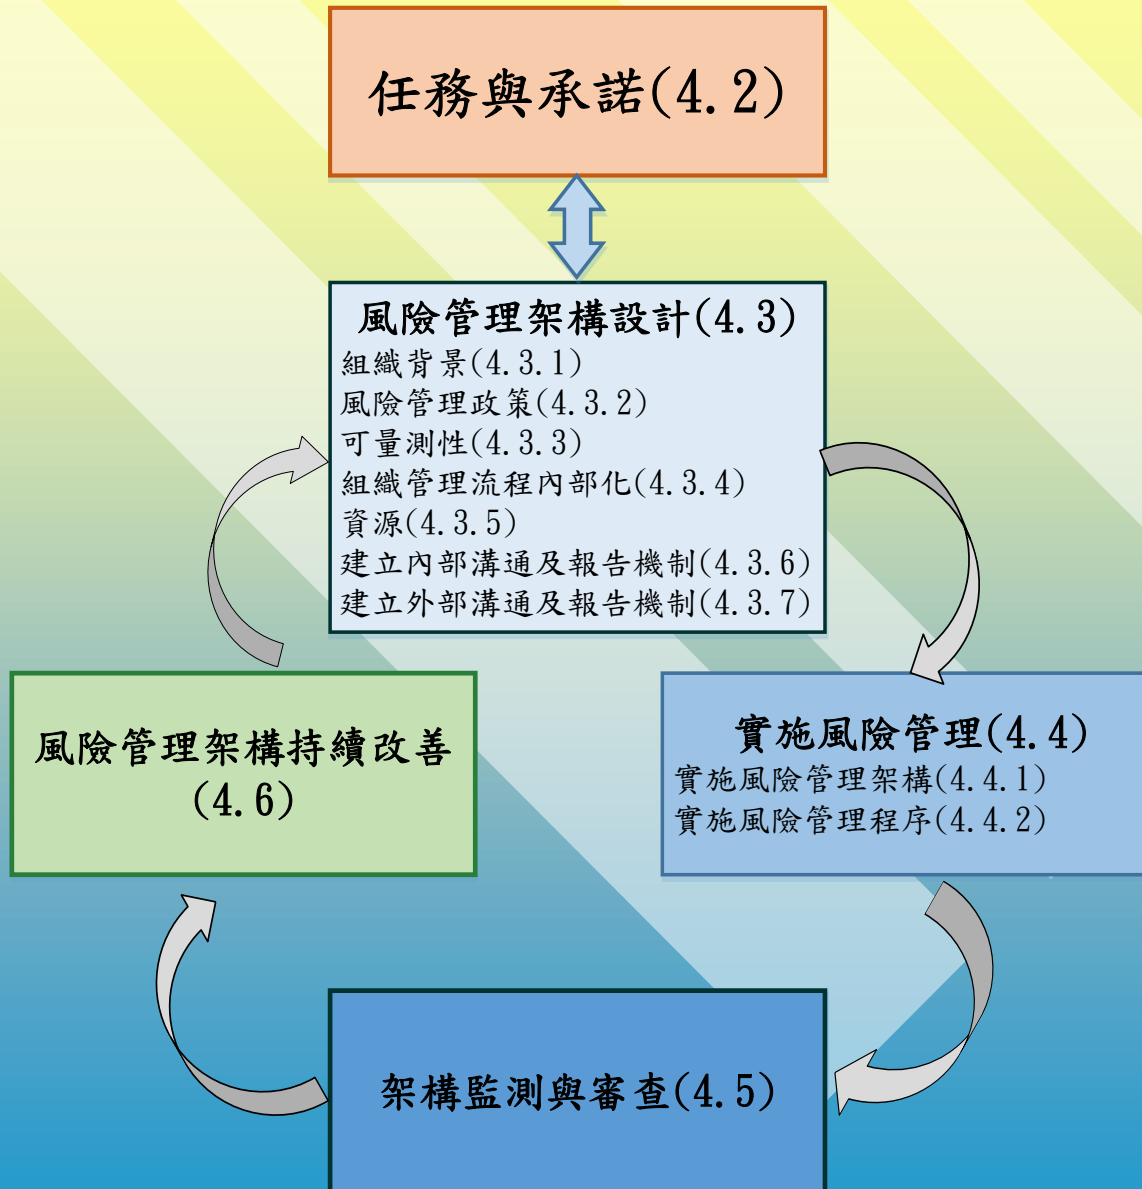 任務與承諾(4.2)
風險管理架構設計(4.3)
組織背景(4.3.1)
風險管理政策(4.3.2)
可量測性(4.3.3)
組織管理流程內部化(4.3.4)
資源(4.3.5)
建立內部溝通及報告機制(4.3.6)
建立外部溝通及報告機制(4.3.7)
實施風險管理(4.4)
實施風險管理架構(4.4.1)
實施風險管理程序(4.4.2)
架構監測與審查(4.5)
風險管理架構持續改善
(4.6)